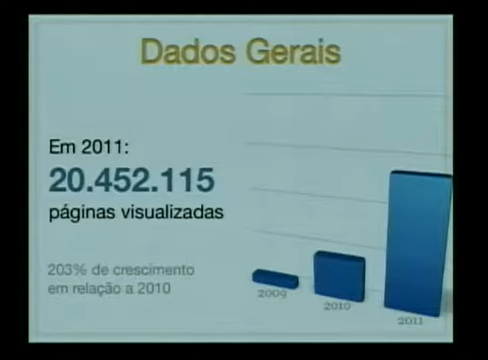 Dados Gerais
Em 2011:
20.452.115
páginas visualizadas
203% de crescimento
em relação a 2010
2009
2010
2011